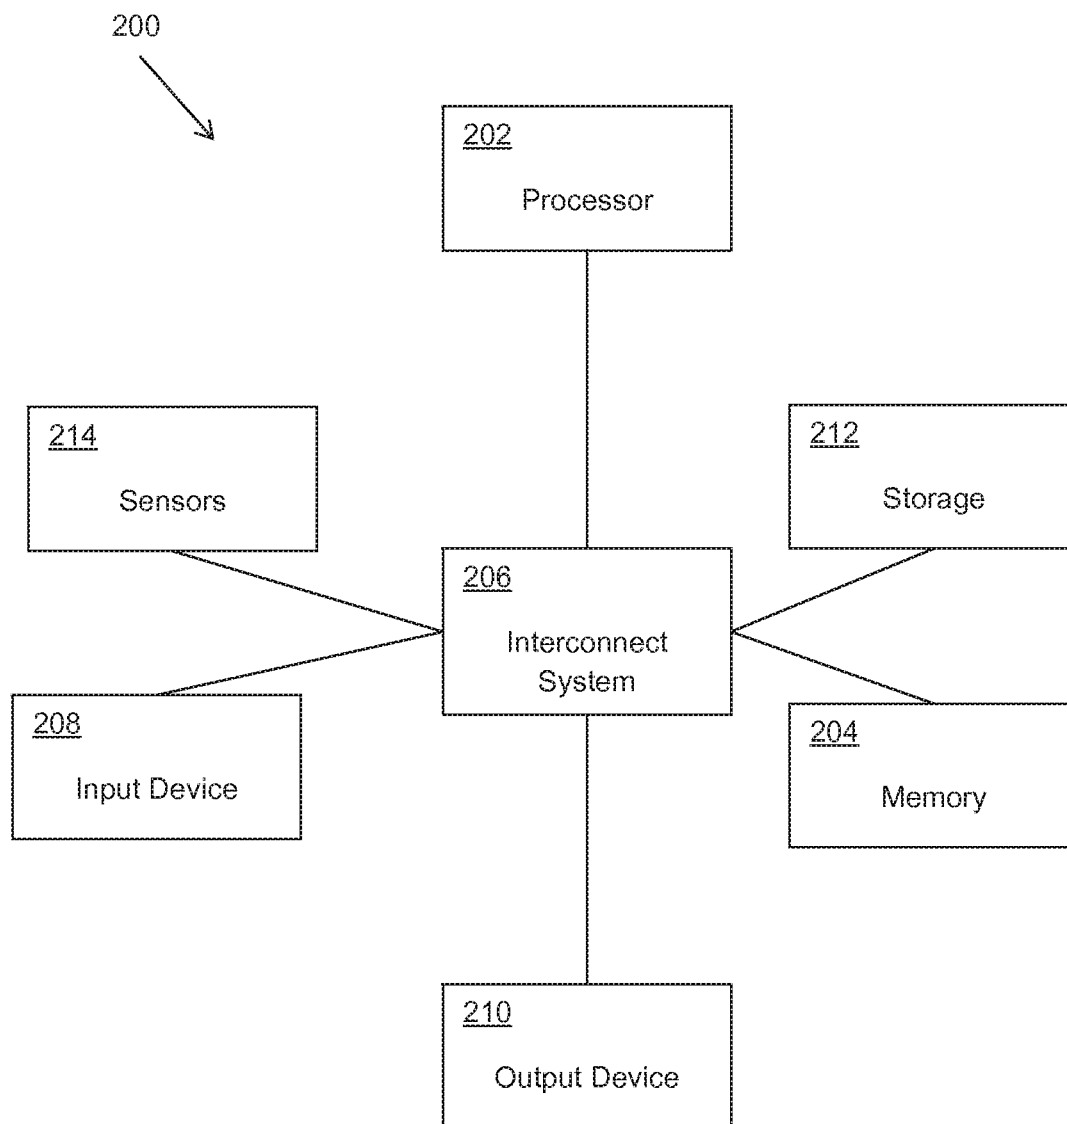 200
202
Processor
214
Sensors
212
Storage
206
Interconnect
System
208
Input Device
204
Memory
210
Output Device